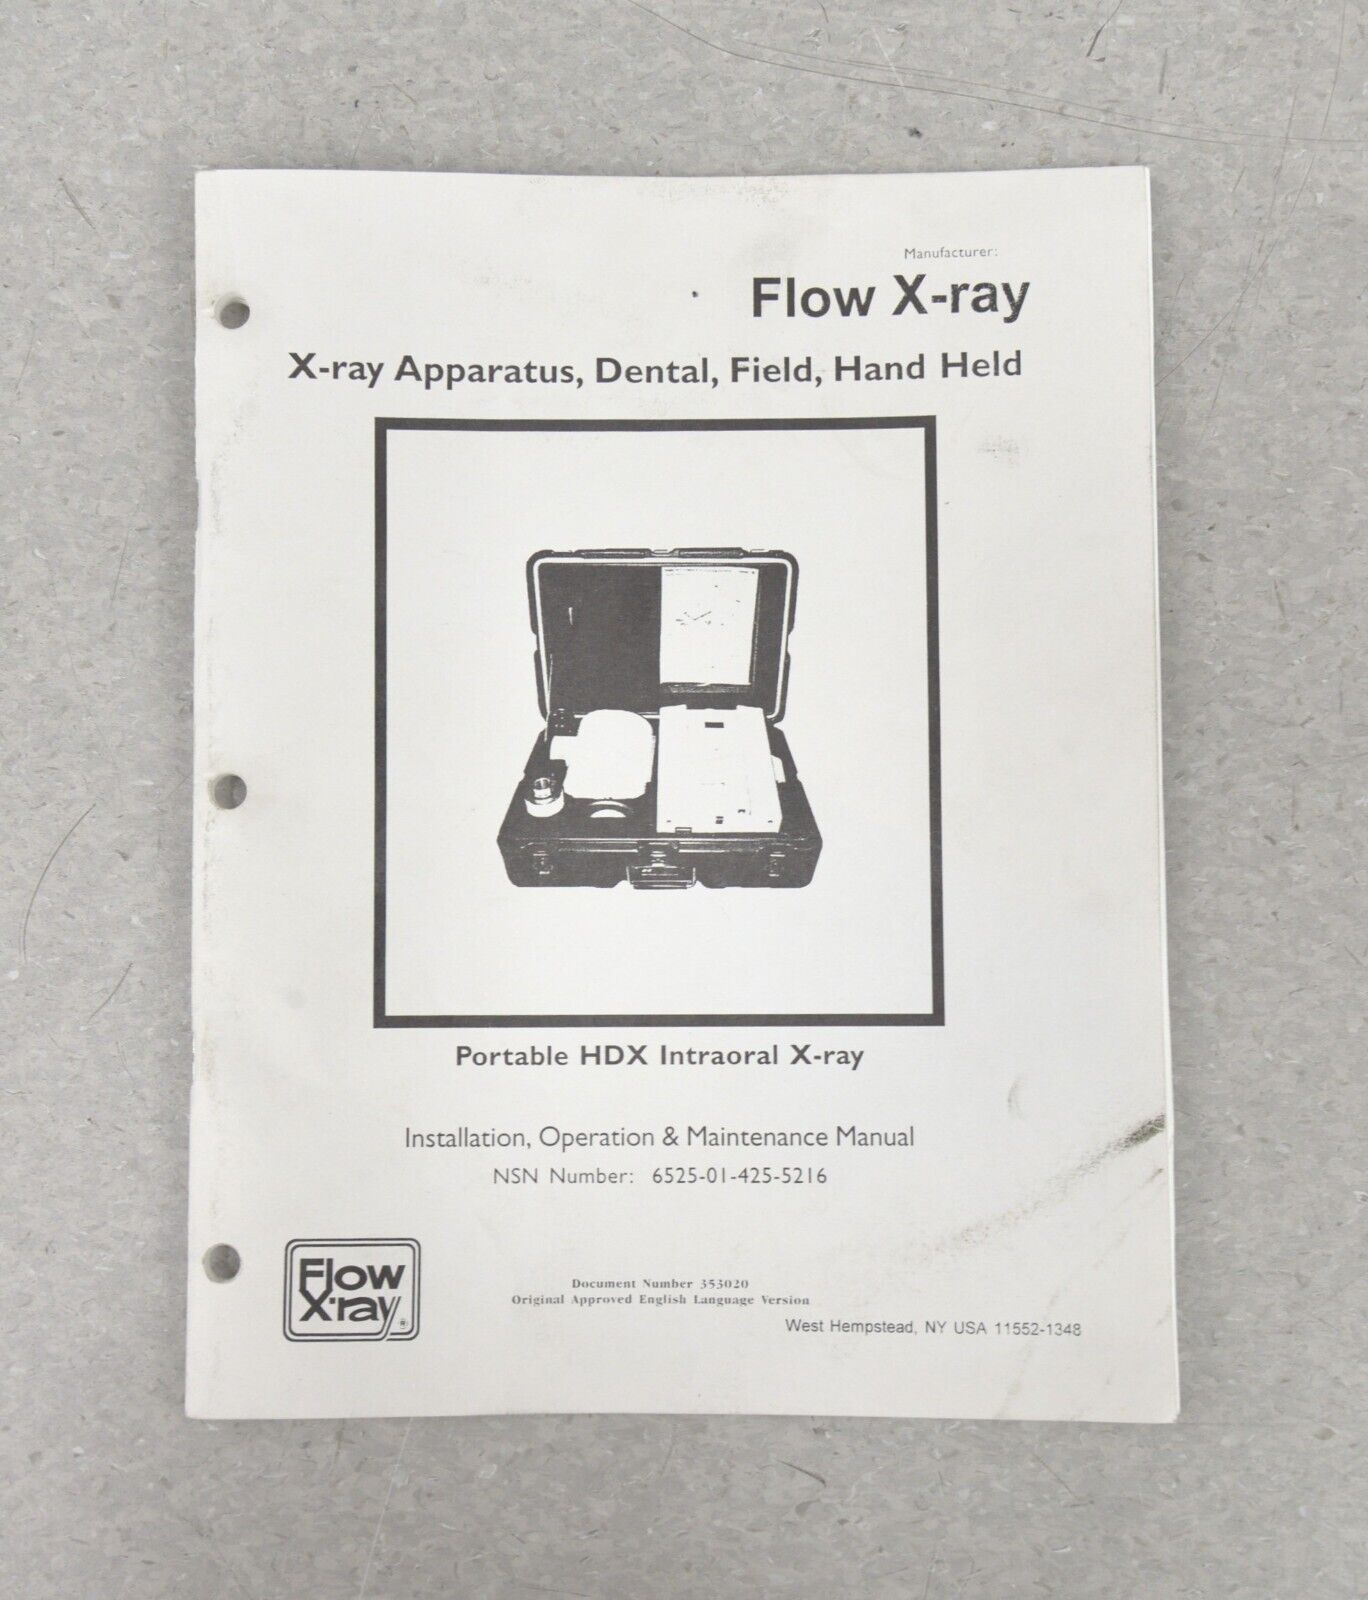 Manufacturer:
Flow X-ray
X-ray Apparatus, Dental, Field, Hand Held
Portable HDX Intraoral X-ray
Installation, Operation & Maintenance Manual
NSN Number: 6525-01-425-5216
Flow
X-ray®
Document Number 353020
Original Approved English Language Version
West Hempstead, NY USA 11552-1348